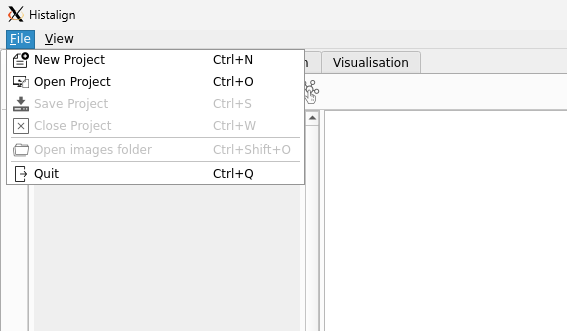 Histalign
File View
New Project Ctrl+N
Open Project Ctrl+O
Save Project Ctrl+S
Close Project Ctrl+W
Open images folder Ctrl+Shift+O
Quit Ctrl+Q
Visualisation